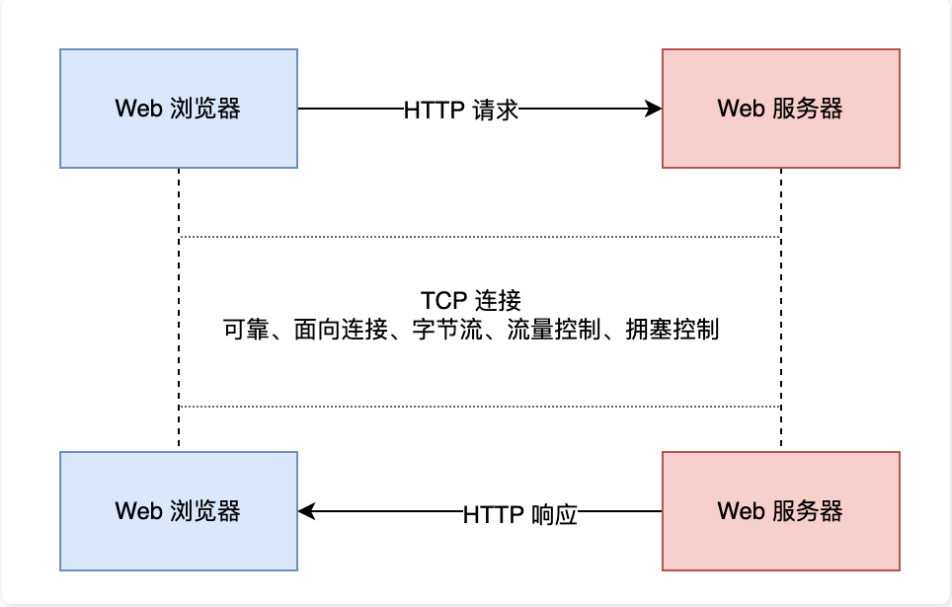 Web 浏览器
HTTP 请求
Web 服务器
TCP 连接
可靠、面向连接、字节流、流量控制、拥塞控制
Web 浏览器
HTTP 响应
Web 服务器